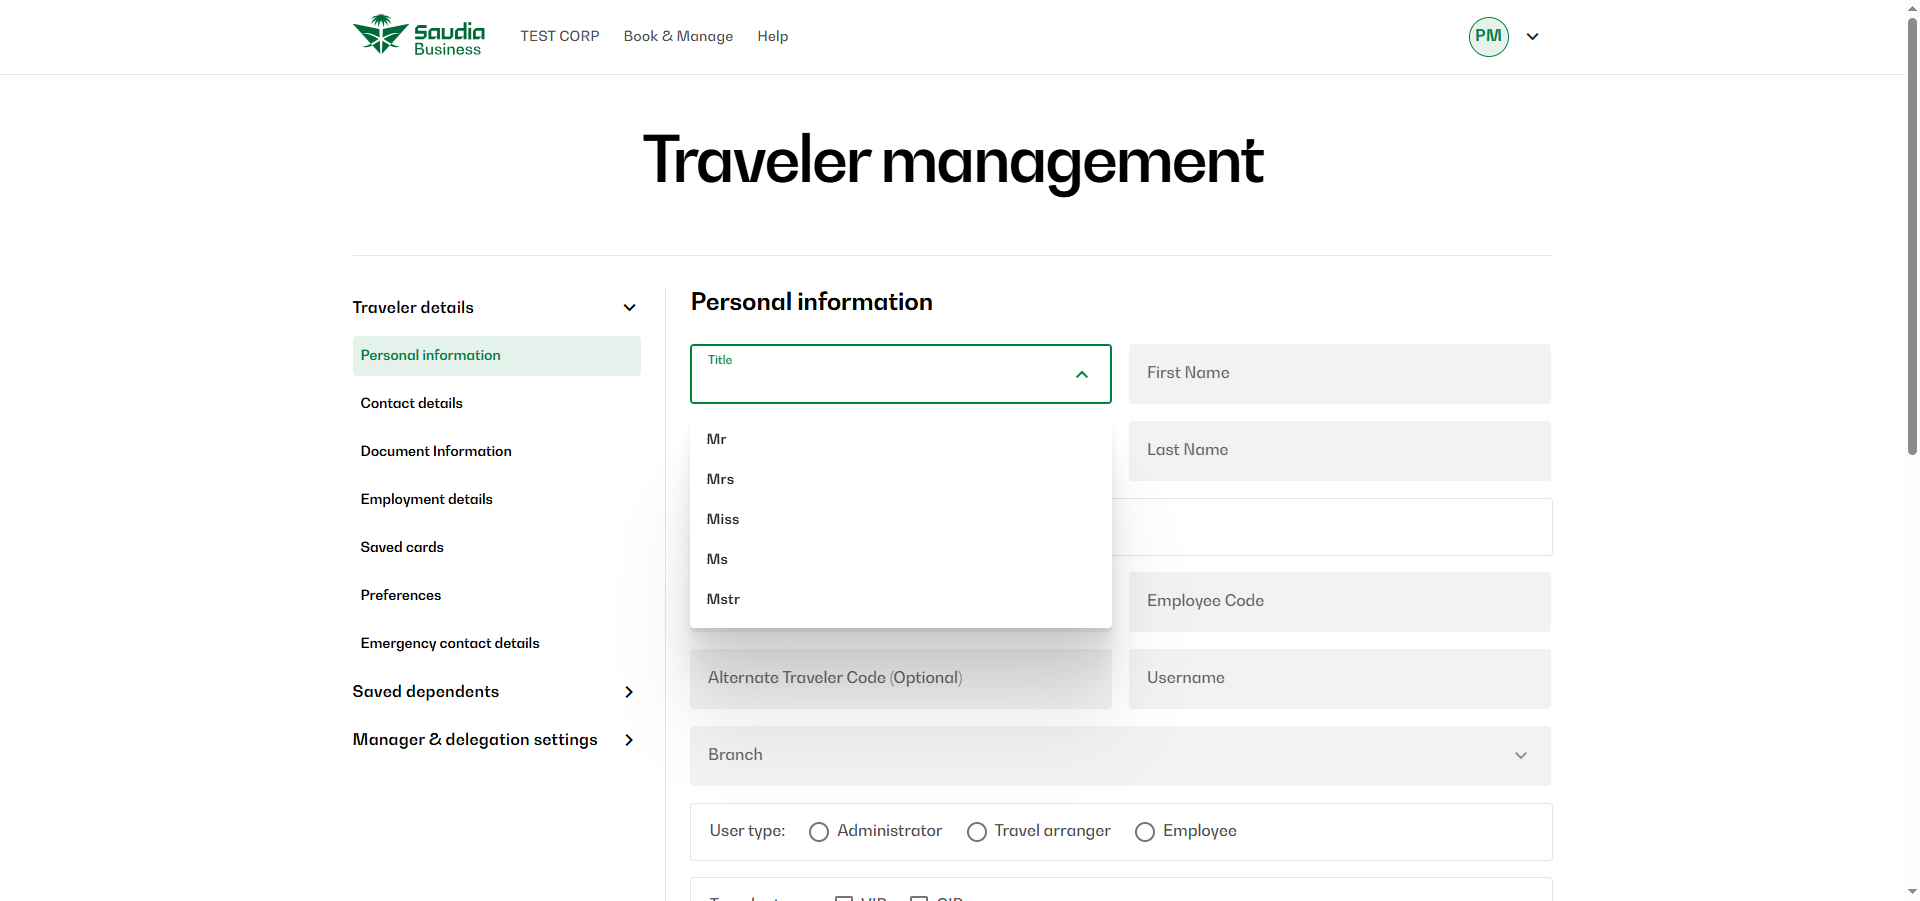 Saudia
Business
TEST CORP
Book & Manage
Help
PM
Traveler management
Traveler details
Personal information
Contact details
Document Information
Employment details
Saved cards
Preferences
Emergency contact details
Saved dependents
Manager & delegation settings
Personal information
Title
First Name
Mr
Mrs
Miss
Ms
Mstr
Last Name
Employee Code
Alternate Traveler Code (Optional)
Username
Branch
User type:
Administrator
Travel arranger
Employee